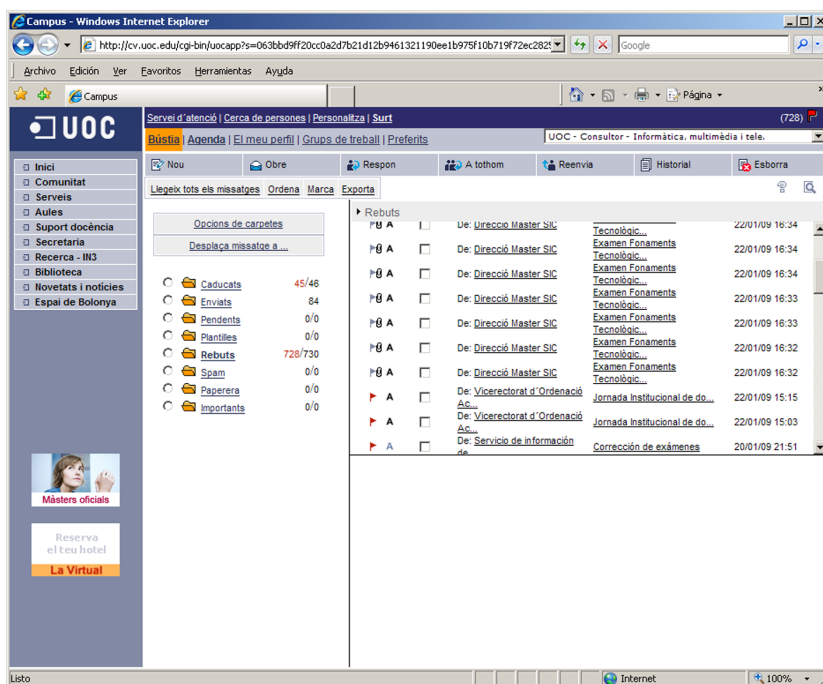 Campus - Windows Internet Explorer
http://cv.uoc.edu/cgi-bin/uocapp?s=
Google
Archivo Edición Ver Favoritos Herramientas Ayuda
Campus
Página
UOC
Servei d´atenció | Cerca de persones | Personalitza | Surt
(728)
Bústia | Agenda | El meu perfil | Grups de treball | Preferits
UOC - Consultor - Informàtica, multimèdia i tele.
Inici
Comunitat
Serveis
Aules
Suport docència
Secretaria
Recerca - IN3
Biblioteca
Novetats i notícies
Espai de Bolonya
Nou Obre Respon A tothom Reenvia Historial Esborra
Llegeix tots els missatges Ordena Marca Exporta
Opcions de carpetes
Desplaça missatge a ...
Caducats 45/46
Enviats 84
Pendents 0/0
Plantilles 0/0
Rebuts 728/730
Spam 0/0
Paperera 0/0
Importants 0/0
Rebuts
A De: Direcció Master SIC Tecnològic... 22/01/09 16:34
A De: Direcció Master SIC Examen Fonaments Tecnològic... 22/01/09 16:34
A De: Direcció Master SIC Examen Fonaments Tecnològic... 22/01/09 16:34
A De: Direcció Master SIC Examen Fonaments Tecnològic... 22/01/09 16:33
A De: Direcció Master SIC Examen Fonaments Tecnològic... 22/01/09 16:33
A De: Direcció Master SIC Examen Fonaments Tecnològic... 22/01/09 16:32
A De: Direcció Master SIC Examen Fonaments Tecnològic... 22/01/09 16:32
A De: Vicerectorat d´Ordenació Ac... Jornada Institucional de do... 22/01/09 15:15
A De: Vicerectorat d´Ordenació Ac... Jornada Institucional de do... 22/01/09 15:03
A De: Servicio de información de Corrección de exámenes 20/01/09 21:51
Màsters oficials
Reserva
el teu hotel
La Virtual
Listo
Internet
100%